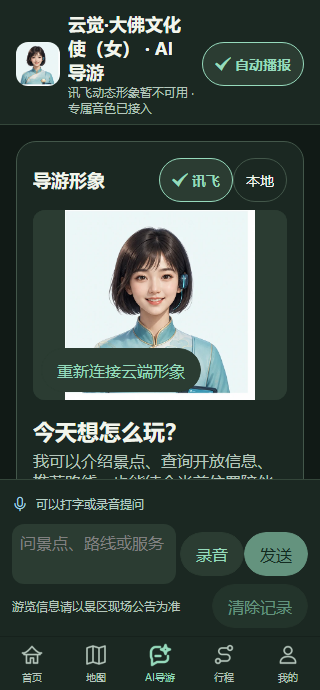 云觉·大佛文化
使（女）· AI
导游
讯飞动态形象暂不可用 ·
专属音色已接入
自动播报
导游形象
讯飞
本地
重新连接云端形象
今天想怎么玩？
我可以介绍景点、查询开放信息、
可以打字或录音提问
问景点、路线或服务
录音
发送
游览信息请以景区现场公告为准
清除记录
首页
地图
AI导游
行程
我的